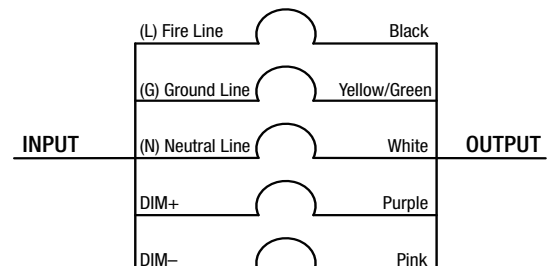 (L) Fire Line Black
(G) Ground Line Yellow/Green
INPUT (N) Neutral Line White OUTPUT
DIM+ Purple
DIM– Pink